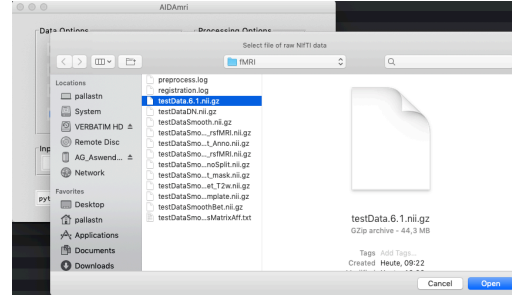 AIDAmri
Data Options
Processing Options
Select file of raw NIfTI data
fMRI
Locations
pallastn
System
VERBATIM HD
Remote Disc
AG_Aswend...
Network
Favorites
Desktop
pallastn
Applications
Documents
Downloads
preprocess.log
registration.log
testData.6.1.nii.gz
testDataDN.nii.gz
testDataSmooth.nii.gz
testDataSmo..._rsfMRI.nii.gz
testDataSmo...t_Anno.nii.gz
testDataSmo..._rsfMRI.nii.gz
testDataSmo...noSplit.nii.gz
testDataSmo...t_mask.nii.gz
testDataSmo...et_T2w.nii.gz
testDataSmo...mplate.nii.gz
testDataSmoothBet.nii.gz
testDataSmo...sMatrixAff.txt
testData.6.1.nii.gz
GZip archive - 44,3 MB
Tags Add Tags...
Created Heute, 09:22
Inp
pyt
Cancel
Open